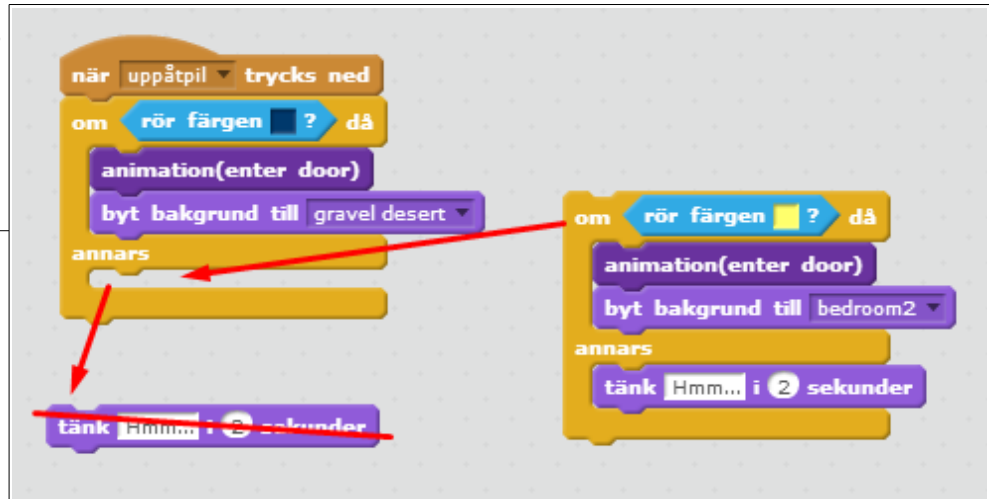 när uppåtpil trycks ned
om rör färgen ? då
animation(enter door)
byt bakgrund till gravel desert
annars
tänk Hmm... i 2 sekunder
om rör färgen ? då
animation(enter door)
byt bakgrund till bedroom2
annars
tänk Hmm... i 2 sekunder